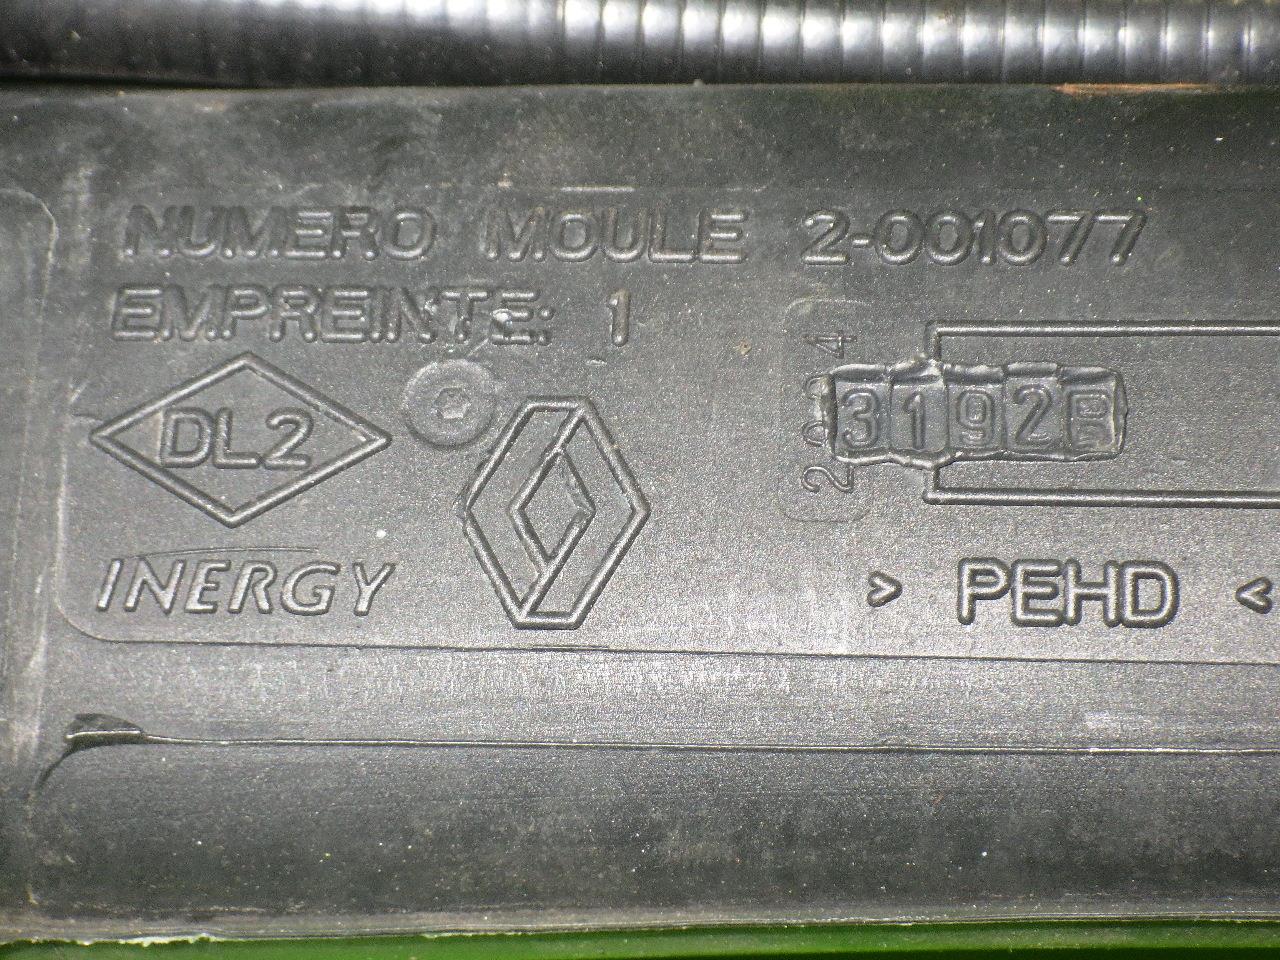 NUMERO MOULE 2-001077
EMPREINTE: 1
DL2
INERGY
3192
> PEHD <